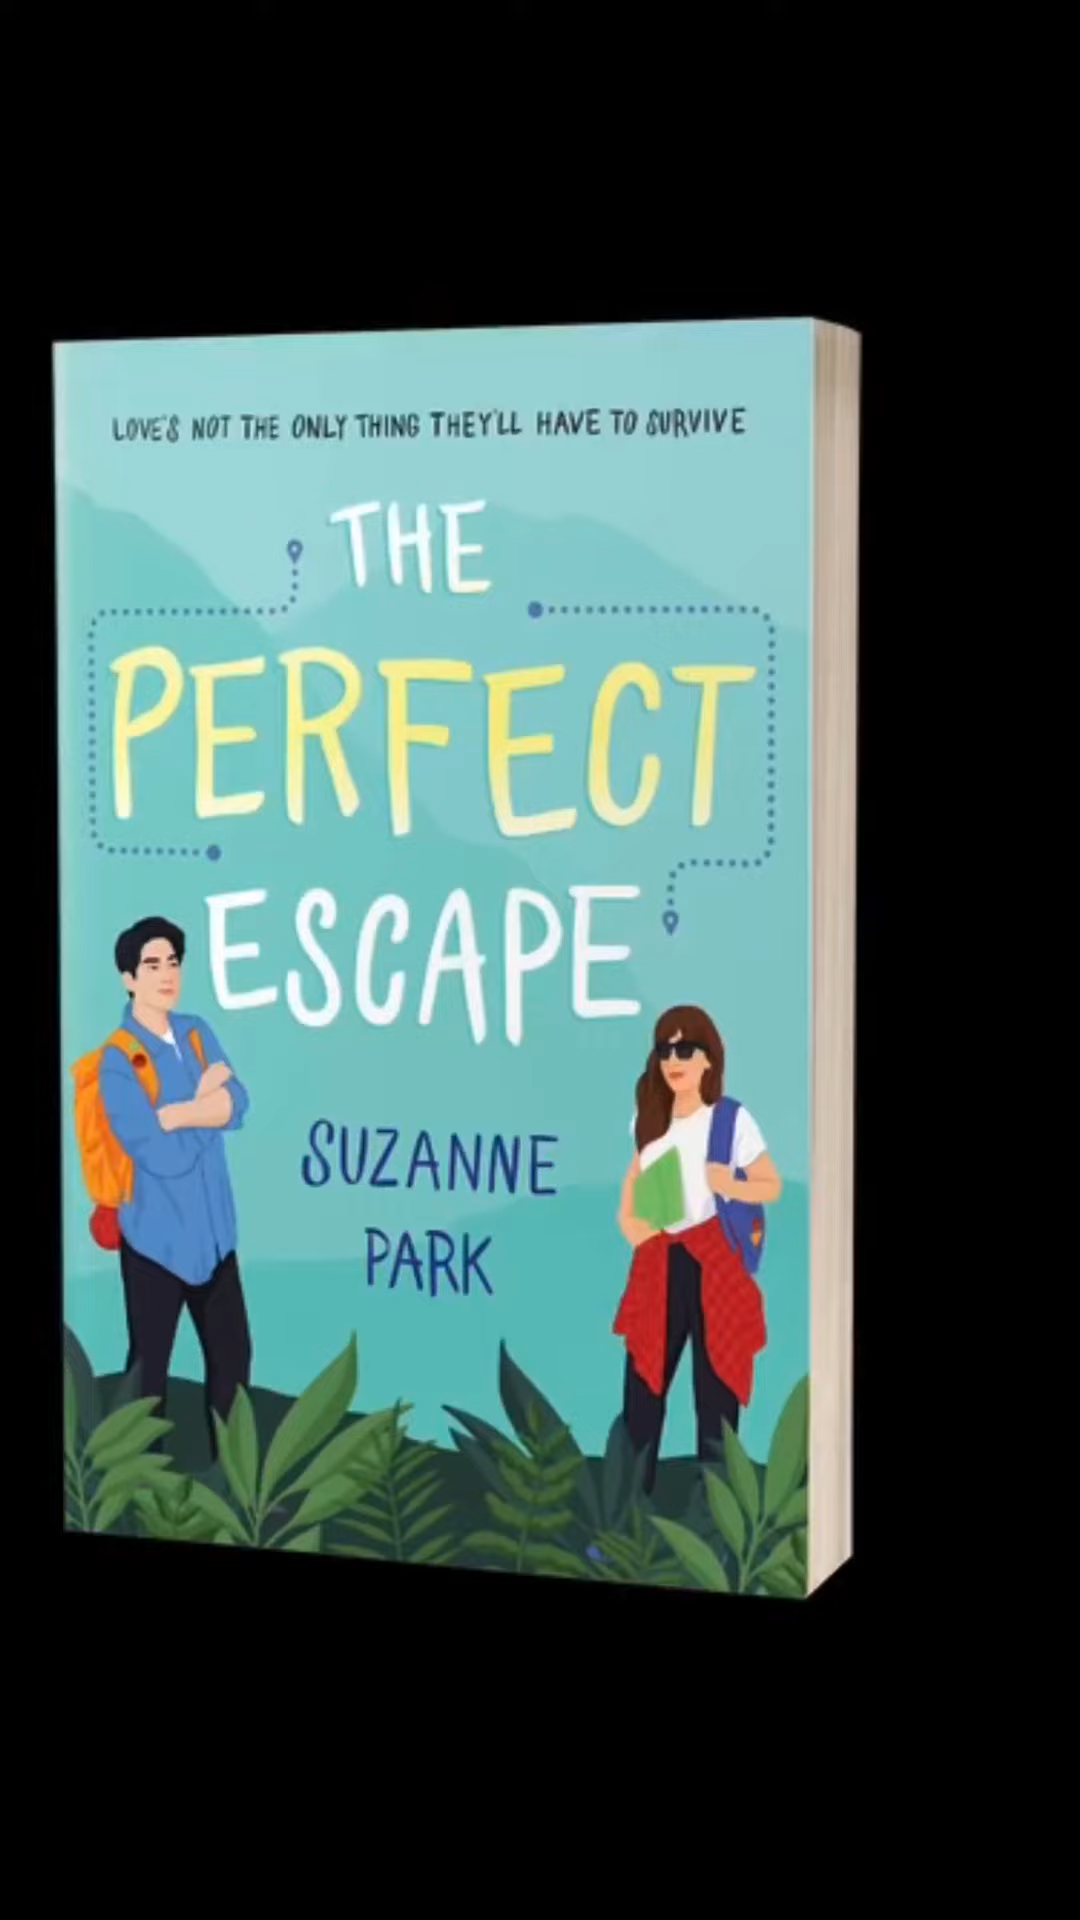 LOVE'S NOT THE ONLY THING THEY'LL HAVE TO SURVIVE
THE
PERFECT
ESCAPE
SUZANNE
PARK